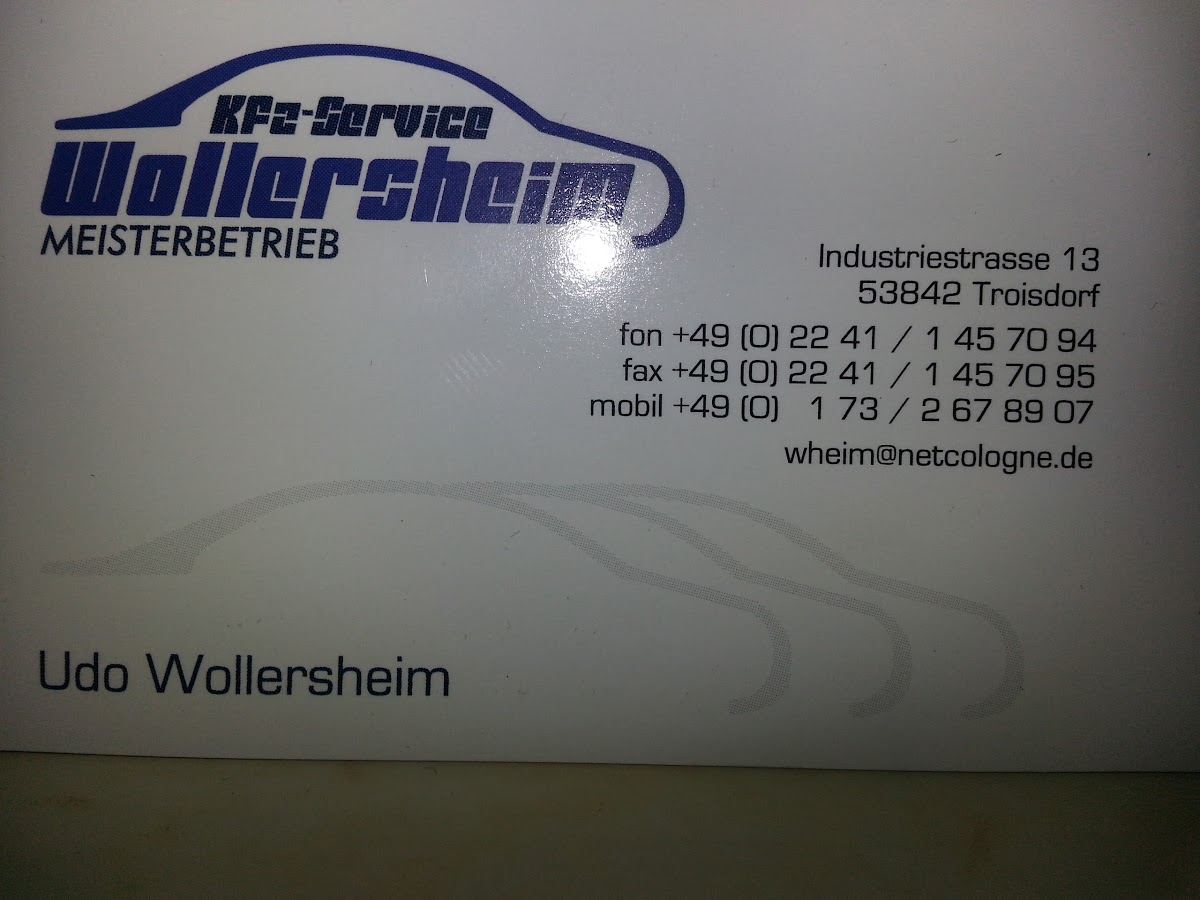 Kfz-Service
Wollersheim
MEISTERBETRIEB
Industriestrasse 13
53842 Troisdorf
fon +49 (0) 22 41 / 1 45 70 94
fax +49 (0) 22 41 / 1 45 70 95
mobil +49 (0) 1 73 / 2 67 89 07
wheim@netcologne.de
Udo Wollersheim